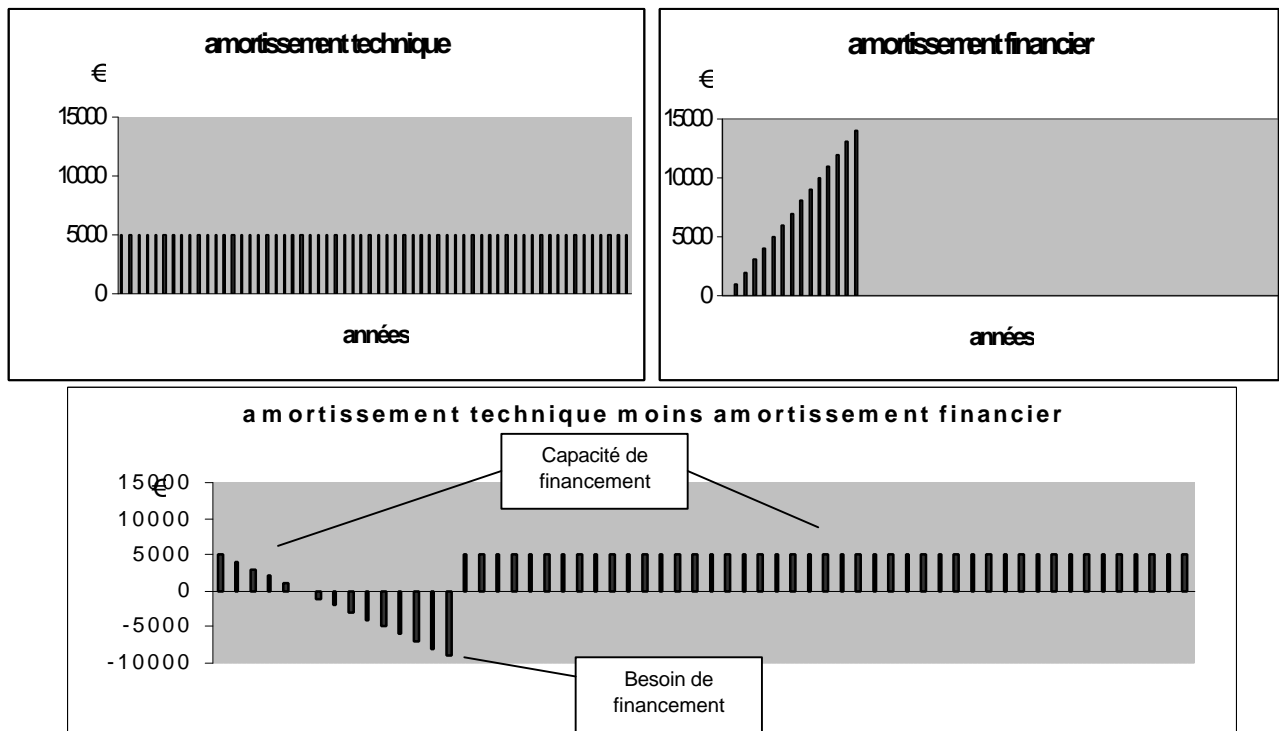 amortissement technique
€
15000
10000
5000
0
années
amortissement financier
€
15000
10000
5000
0
années
amortissement technique moins amortissement financier
Capacité de
financement
€
15000
10000
5000
0
-5000
-10000
Besoin de
financement